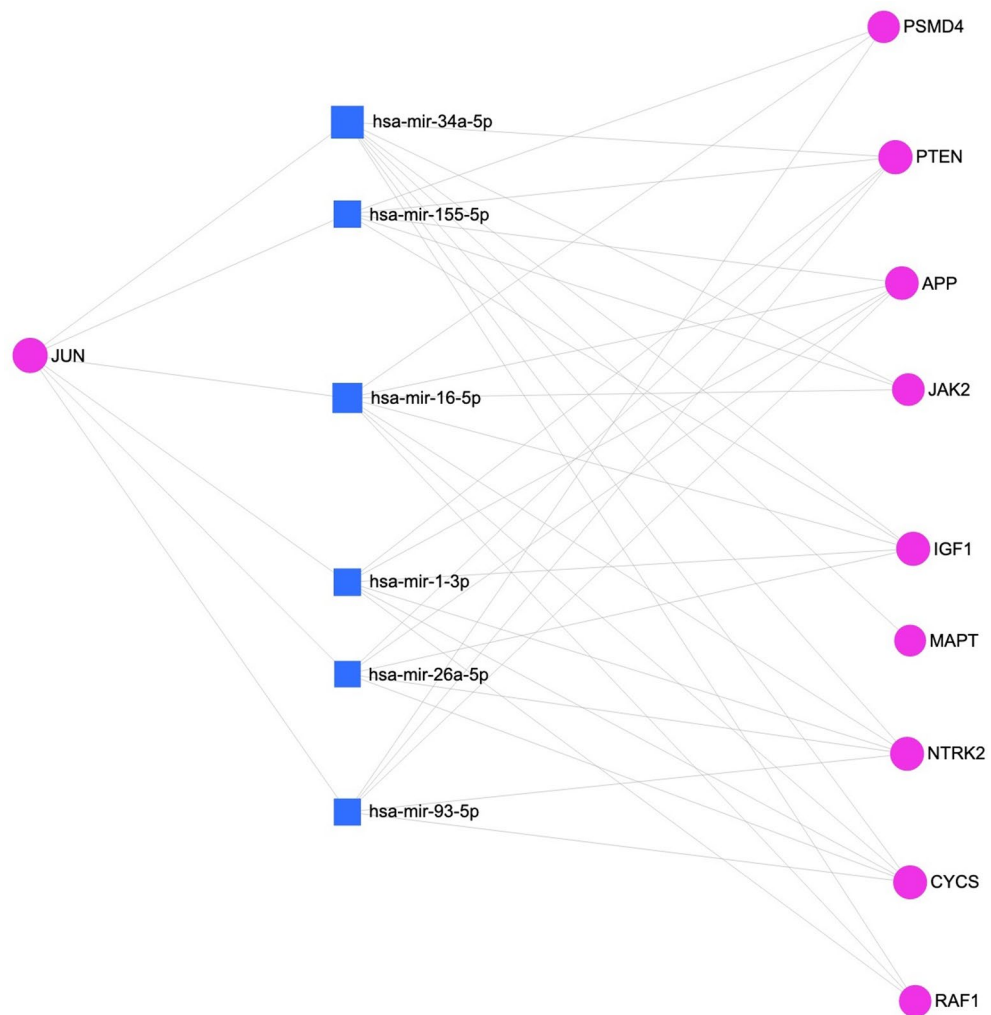 PSMD4
hsa-mir-34a-5p
PTEN
hsa-mir-155-5p
APP
JUN
JAK2
hsa-mir-16-5p
IGF1
hsa-mir-1-3p
MAPT
hsa-mir-26a-5p
NTRK2
hsa-mir-93-5p
CYCS
RAF1